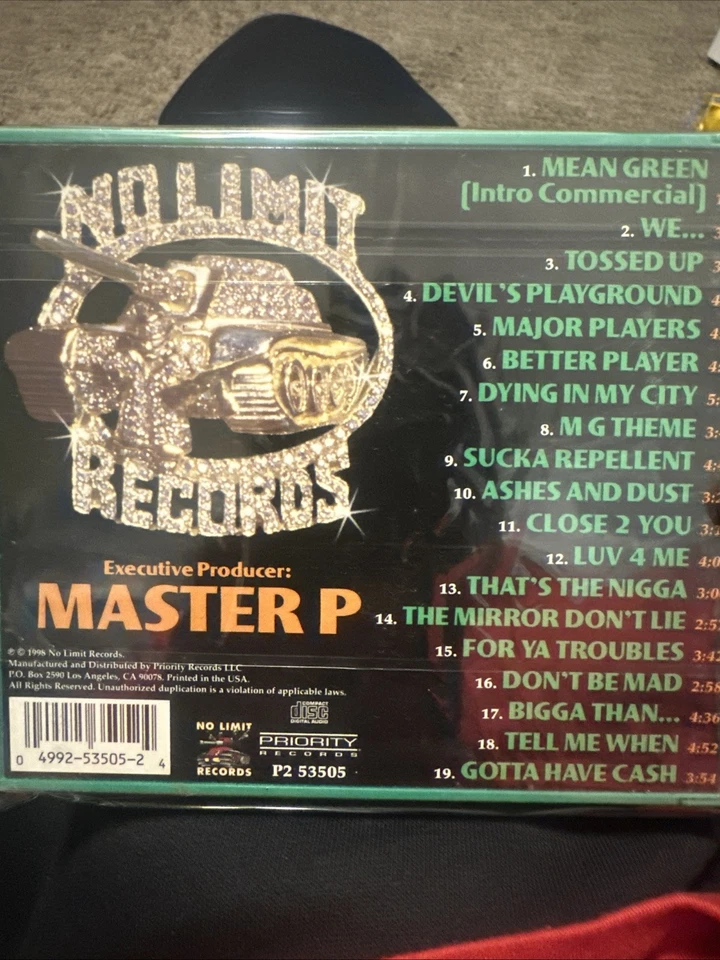 NO LIMIT
RECORDS
Executive Producer:
MASTER P
℗ © 1998 No Limit Records.
Manufactured and Distributed by Priority Records LLC
P.O. Box 2590 Los Angeles, CA 90078. Printed in the USA.
All Rights Reserved. Unauthorized duplication is a violation of applicable laws.
0 4992-53505-2 4
NO LIMIT
RECORDS
COMPACT
disc
DIGITAL AUDIO
PRIORITY
RECORDS
P2 53505
1. MEAN GREEN
(Intro Commercial)
2. WE...
3. TOSSED UP
4. DEVIL'S PLAYGROUND
5. MAJOR PLAYERS
6. BETTER PLAYER
7. DYING IN MY CITY
8. M G THEME
9. SUCKA REPELLENT
10. ASHES AND DUST
11. CLOSE 2 YOU
12. LUV 4 ME
13. THAT'S THE NIGGA
14. THE MIRROR DON'T LIE
15. FOR YA TROUBLES
16. DON'T BE MAD 2:58
17. BIGGA THAN... 4:36
18. TELL ME WHEN 4:52
19. GOTTA HAVE CASH 3:54